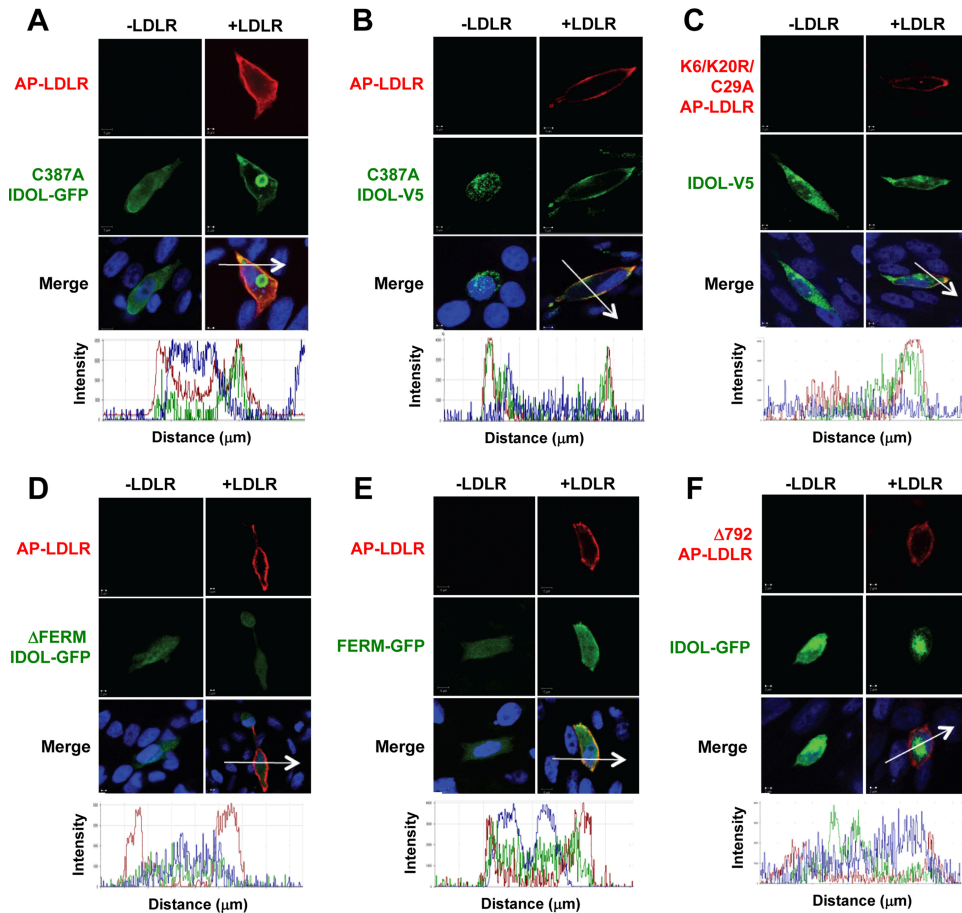 A
-LDLR +LDLR
AP-LDLR
C387A
IDOL-GFP
Merge
Intensity
Distance (μm)
B
-LDLR +LDLR
AP-LDLR
C387A
IDOL-V5
Merge
Intensity
Distance (μm)
C
-LDLR +LDLR
K6/K20R/
C29A
AP-LDLR
IDOL-V5
Merge
Intensity
Distance (μm)
D
-LDLR +LDLR
AP-LDLR
ΔFERM
IDOL-GFP
Merge
Intensity
Distance (μm)
E
-LDLR +LDLR
AP-LDLR
FERM-GFP
Merge
Intensity
Distance (μm)
F
-LDLR +LDLR
Δ792
AP-LDLR
IDOL-GFP
Merge
Intensity
Distance (μm)